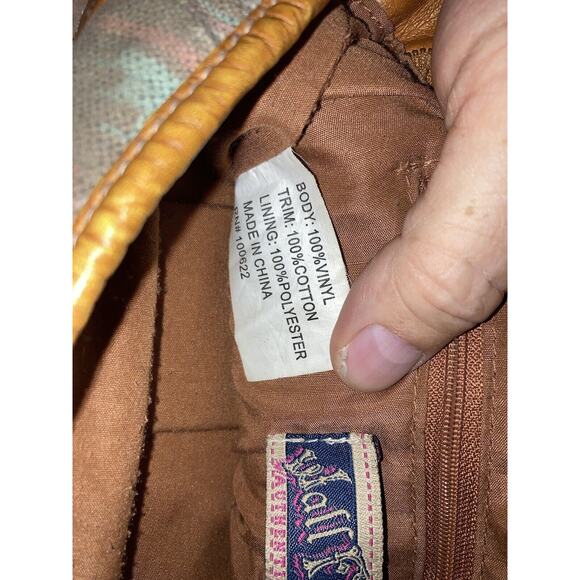 BODY: 100%VINYL
TRIM: 100%COTTON
LINING: 100%POLYESTER
MADE IN CHINA
RN# 100622